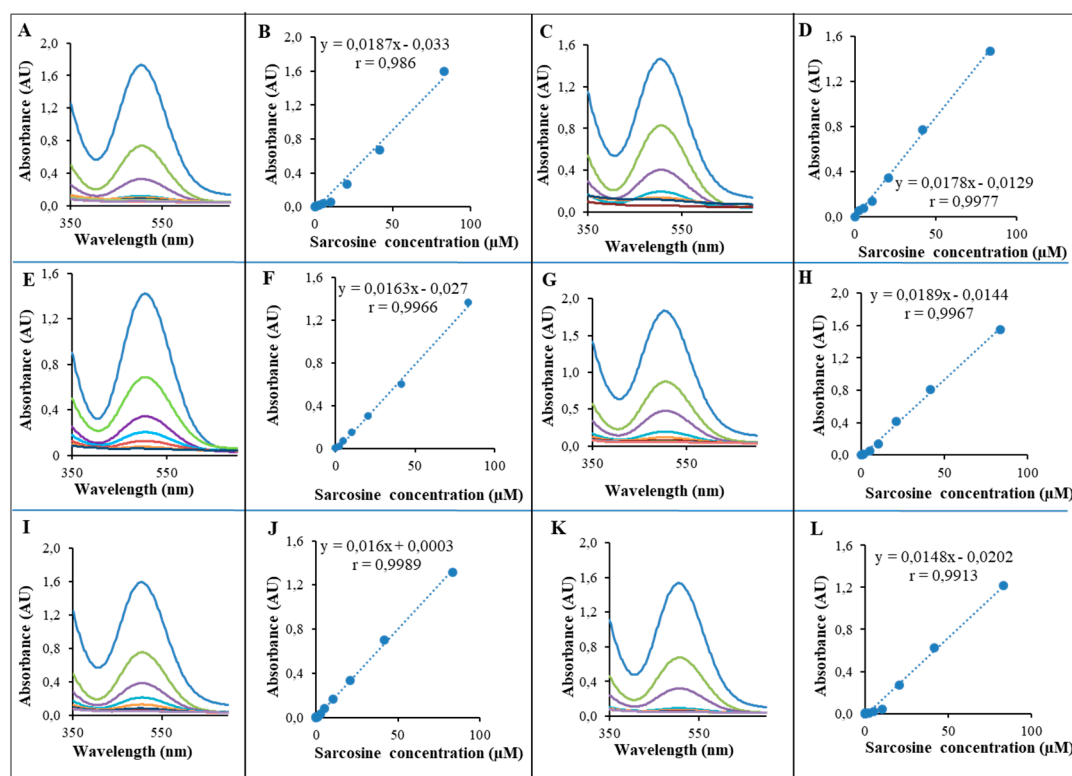 A
2,0
1,6
1,2
0,8
0,4
0,0
350
550
Absorbance (AU)
Wavelength (nm)
B
y = 0,0187x - 0,033
r = 0,986
2,0
1,6
1,2
0,8
0,4
0,0
0
50
100
Absorbance (AU)
Sarcosine concentration (µM)
C
1,6
1,2
0,8
0,4
0,0
350
550
Absorbance (AU)
Wavelength (nm)
D
1,6
1,2
0,8
0,4
0,0
y = 0,0178x - 0,0129
r = 0,9977
0
50
100
Absorbance (AU)
Sarcosine concentration (µM)
E
1,6
1,2
0,8
0,4
0
350
550
Absorbance (AU)
Wavelength (nm)
F
y = 0,0163x - 0,027
r = 0,9966
1,6
1,2
0,8
0,4
0
0
50
100
Absorbance (AU)
Sarcosine concentration (µM)
G
2,0
1,5
1,0
0,5
0,0
350
550
Absorbance (AU)
Wavelength (nm)
H
y = 0,0189x - 0,0144
r = 0,9967
2,0
1,6
1,2
0,8
0,4
0,0
0
50
100
Absorbance (AU)
Sarcosine concentration (µM)
I
2,0
1,6
1,2
0,8
0,4
0,0
350
550
Absorbance (AU)
Wavelength (nm)
J
y = 0,016x + 0,0003
r = 0,9989
1,6
1,2
0,8
0,4
0,0
0
50
100
Absorbance (AU)
Sarcosine concentration (µM)
K
2,0
1,6
1,2
0,8
0,4
0,0
350
550
Absorbance (AU)
Wavelength (nm)
L
y = 0,0148x - 0,0202
r = 0,9913
1,6
1,2
0,8
0,4
0,0
0
50
100
Absorbance (AU)
Sarcosine concentration (µM)